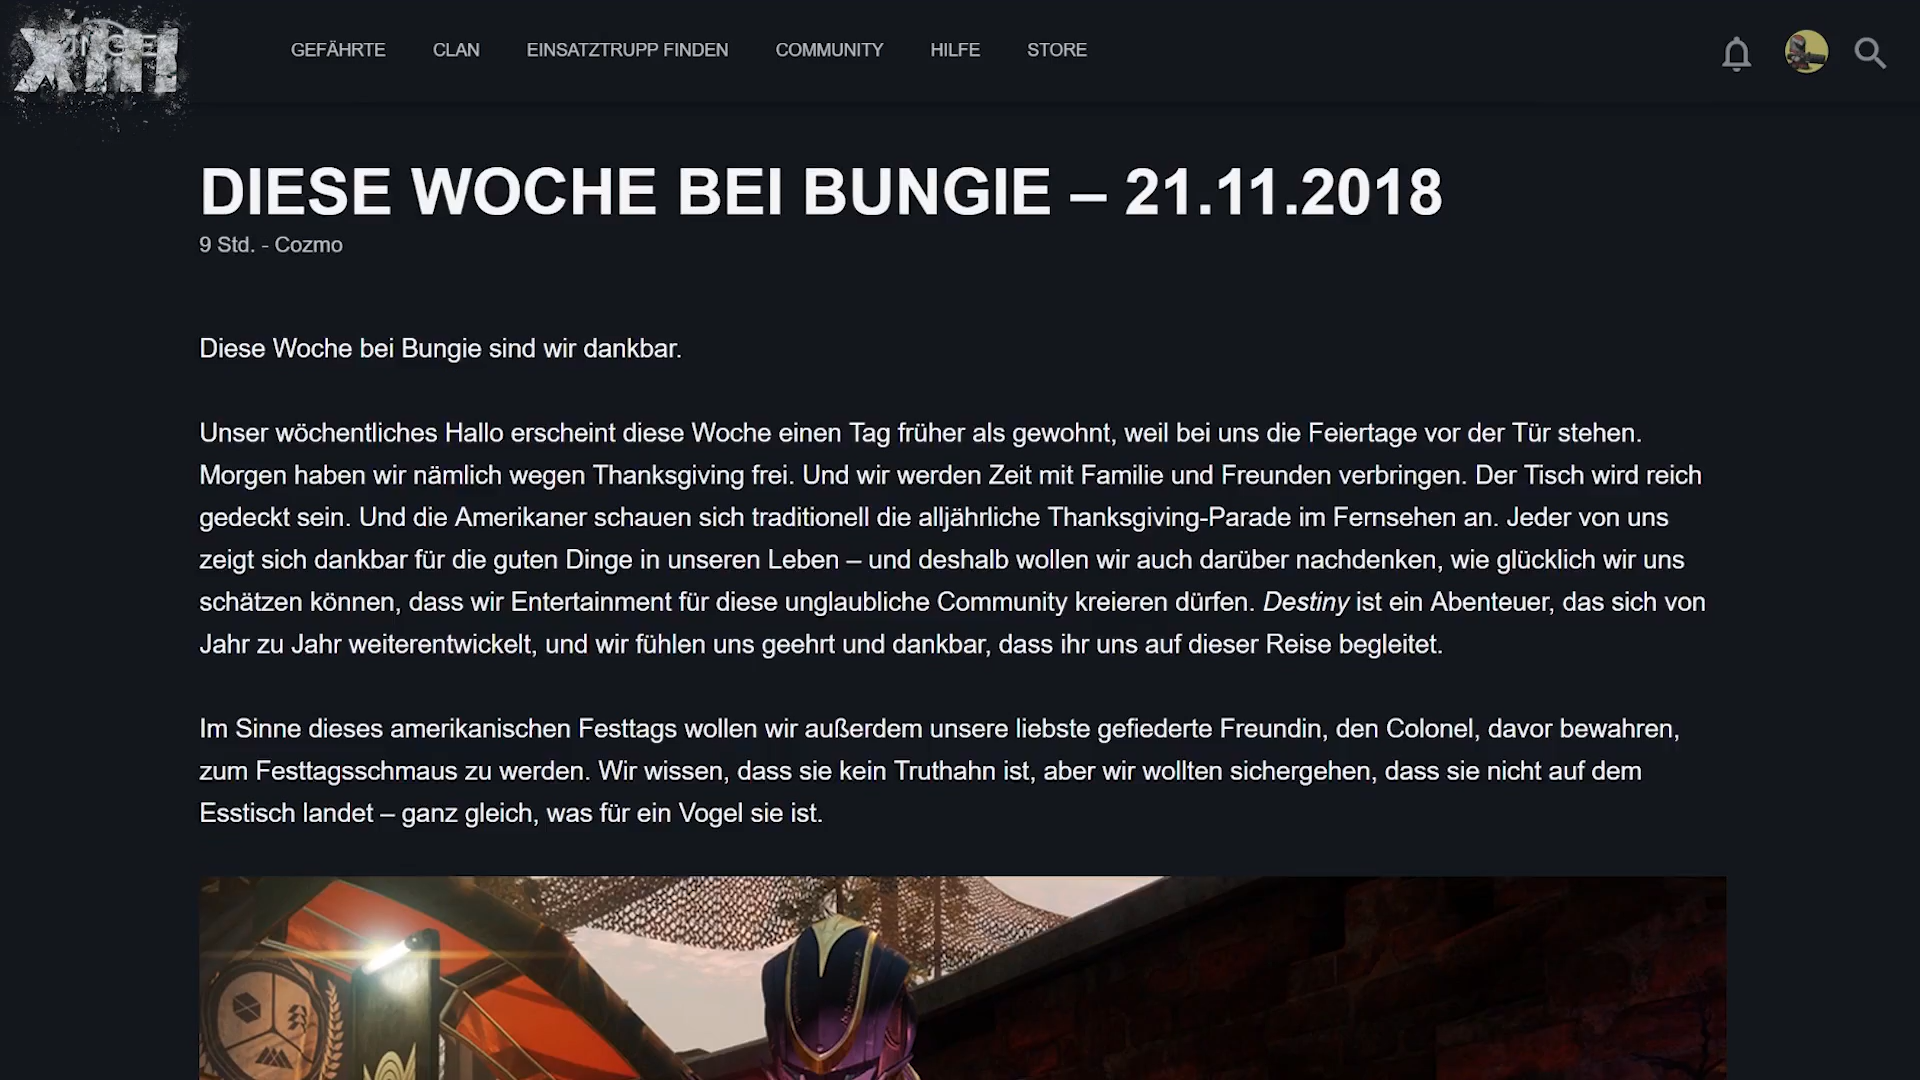 XIII
GEFÄHRTE CLAN EINSATZTRUPP FINDEN COMMUNITY HILFE STORE
DIESE WOCHE BEI BUNGIE – 21.11.2018
9 Std. - Cozmo
Diese Woche bei Bungie sind wir dankbar.
Unser wöchentliches Hallo erscheint diese Woche einen Tag früher als gewohnt, weil bei uns die Feiertage vor der Tür stehen.
Morgen haben wir nämlich wegen Thanksgiving frei. Und wir werden Zeit mit Familie und Freunden verbringen. Der Tisch wird reich
gedeckt sein. Und die Amerikaner schauen sich traditionell die alljährliche Thanksgiving-Parade im Fernsehen an. Jeder von uns
zeigt sich dankbar für die guten Dinge in unseren Leben – und deshalb wollen wir auch darüber nachdenken, wie glücklich wir uns
schätzen können, dass wir Entertainment für diese unglaubliche Community kreieren dürfen. Destiny ist ein Abenteuer, das sich von
Jahr zu Jahr weiterentwickelt, und wir fühlen uns geehrt und dankbar, dass ihr uns auf dieser Reise begleitet.
Im Sinne dieses amerikanischen Festtags wollen wir außerdem unsere liebste gefiederte Freundin, den Colonel, davor bewahren,
zum Festtagsschmaus zu werden. Wir wissen, dass sie kein Truthahn ist, aber wir wollten sichergehen, dass sie nicht auf dem
Esstisch landet – ganz gleich, was für ein Vogel sie ist.